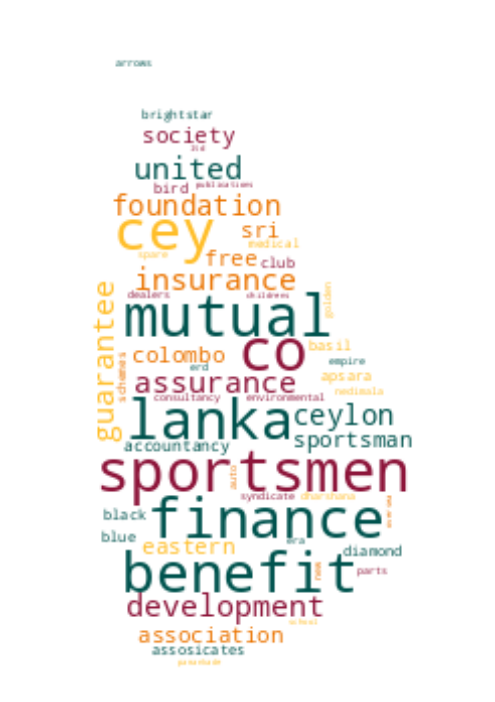 arrows
brightstar
society
ltd
united
bird publications
foundation
cey sri
medical
spare free club
insurance
dealers childrens
golden
mutual
guarantee
co basil
colombo empire
schemes erd apsara
assurance nedimala
consultancy environmental
lanka ceylon
accountancy sportsman
sportsmen
auto
syndicate dharshana
black finance
blue eastern era diamond
benefit new parts
development
school
association
assosicates